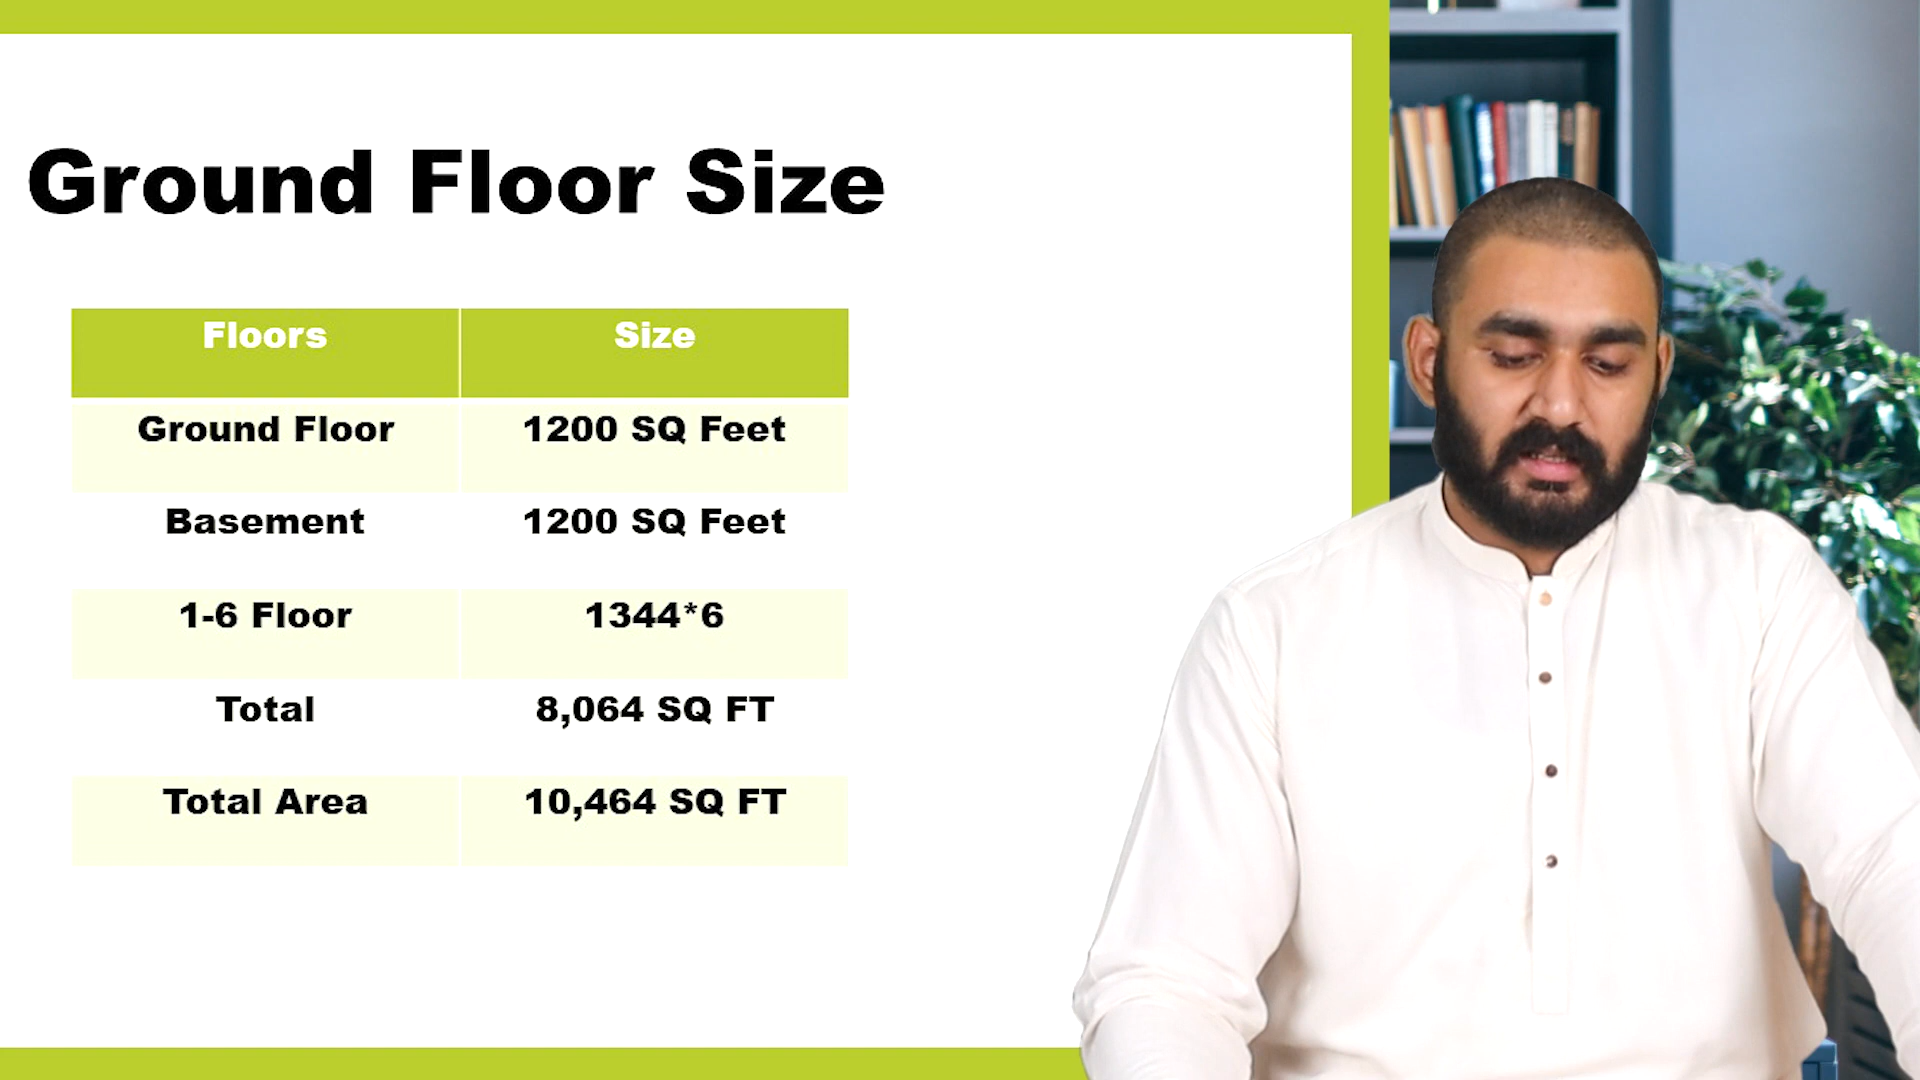 Ground Floor Size
Floors Size
Ground Floor 1200 SQ Feet
Basement 1200 SQ Feet
1-6 Floor 1344*6
Total 8,064 SQ FT
Total Area 10,464 SQ FT